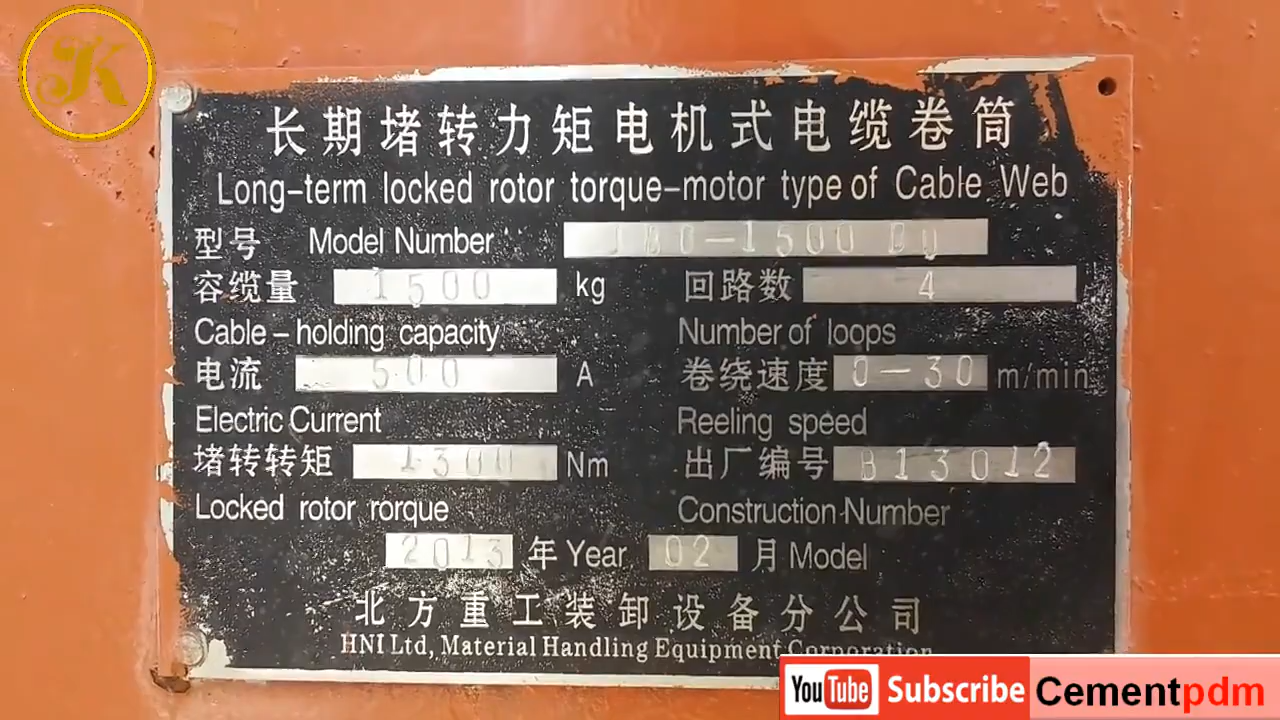 长期堵转力矩电机式电缆卷筒
Long-term locked rotor torque-motor type of Cable Web
型号 Model Number -1500
容缆量 1500 kg 回路数 4
Cable-holding capacity Number of loops
电流 500 A 卷绕速度 0-30 m/min
Electric Current Reeling speed
堵转转矩 1300 Nm 出厂编号 B13012
Locked rotor rorque Construction Number
2013 年 Year 02 月 Model
北方重工装卸设备分公司
HNI Ltd, Material Handling Equipment Corporation
YouTube Subscribe Cementpdm
JK